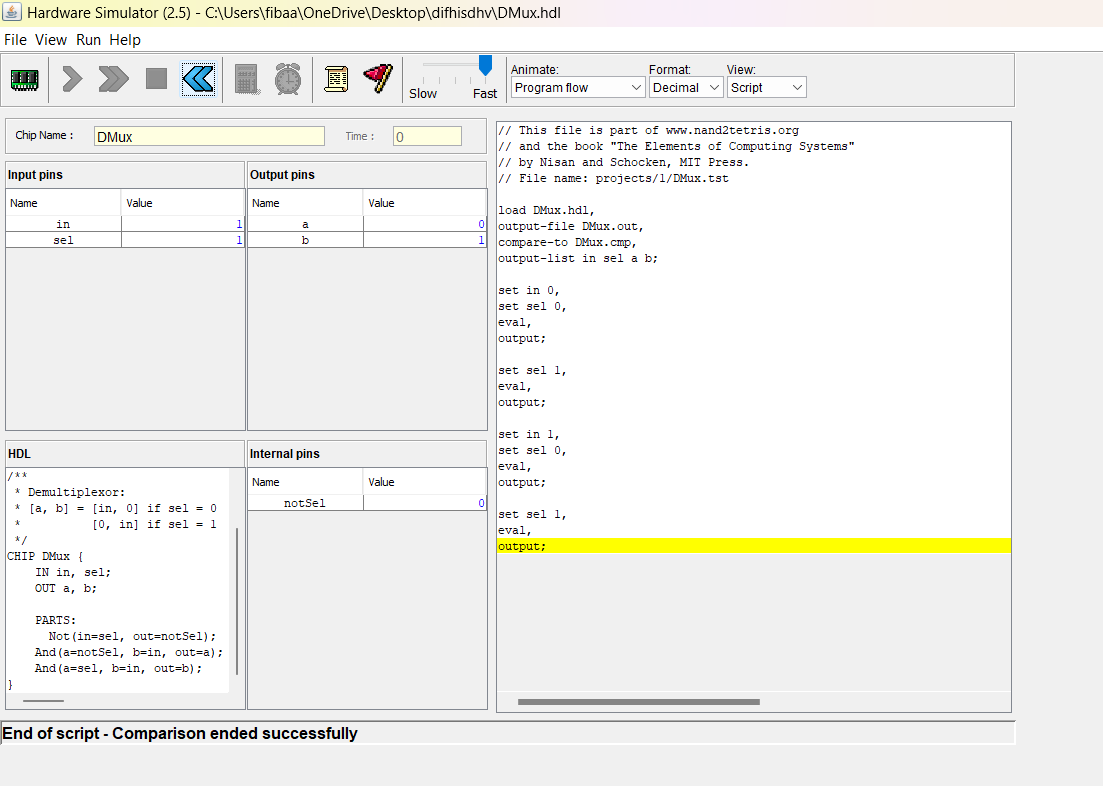 Hardware Simulator (2.5) - C:\Users\fibaa\OneDrive\Desktop\difhisdhv\DMux.hdl
File View Run Help
Slow Fast
Animate: Format: View:
Program flow Decimal Script
Chip Name : DMux Time : 0
Input pins
Name Value
in 1
sel 1
Output pins
Name Value
a 0
b 1
HDL
/**
* Demultiplexor:
* [a, b] = [in, 0] if sel = 0
* [0, in] if sel = 1
*/
CHIP DMux {
IN in, sel;
OUT a, b;
PARTS:
Not(in=sel, out=notSel);
And(a=notSel, b=in, out=a);
And(a=sel, b=in, out=b);
}
Internal pins
Name Value
notSel 0
// This file is part of www.nand2tetris.org
// and the book "The Elements of Computing Systems"
// by Nisan and Schocken, MIT Press.
// File name: projects/1/DMux.tst
load DMux.hdl,
output-file DMux.out,
compare-to DMux.cmp,
output-list in sel a b;
set in 0,
set sel 0,
eval,
output;
set sel 1,
eval,
output;
set in 1,
set sel 0,
eval,
output;
set sel 1,
eval,
output;
End of script - Comparison ended successfully